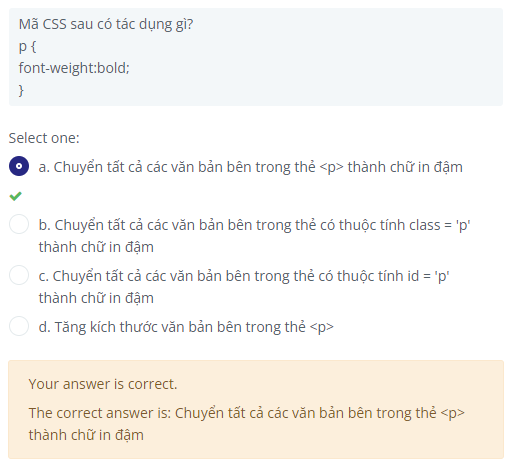 Mã CSS sau có tác dụng gì?
p {
font-weight:bold;
}
Select one:
a. Chuyển tất cả các văn bản bên trong thẻ <p> thành chữ in đậm
b. Chuyển tất cả các văn bản bên trong thẻ có thuộc tính class = 'p'
thành chữ in đậm
c. Chuyển tất cả các văn bản bên trong thẻ có thuộc tính id = 'p'
thành chữ in đậm
d. Tăng kích thước văn bản bên trong thẻ <p>
Your answer is correct.
The correct answer is: Chuyển tất cả các văn bản bên trong thẻ <p>
thành chữ in đậm